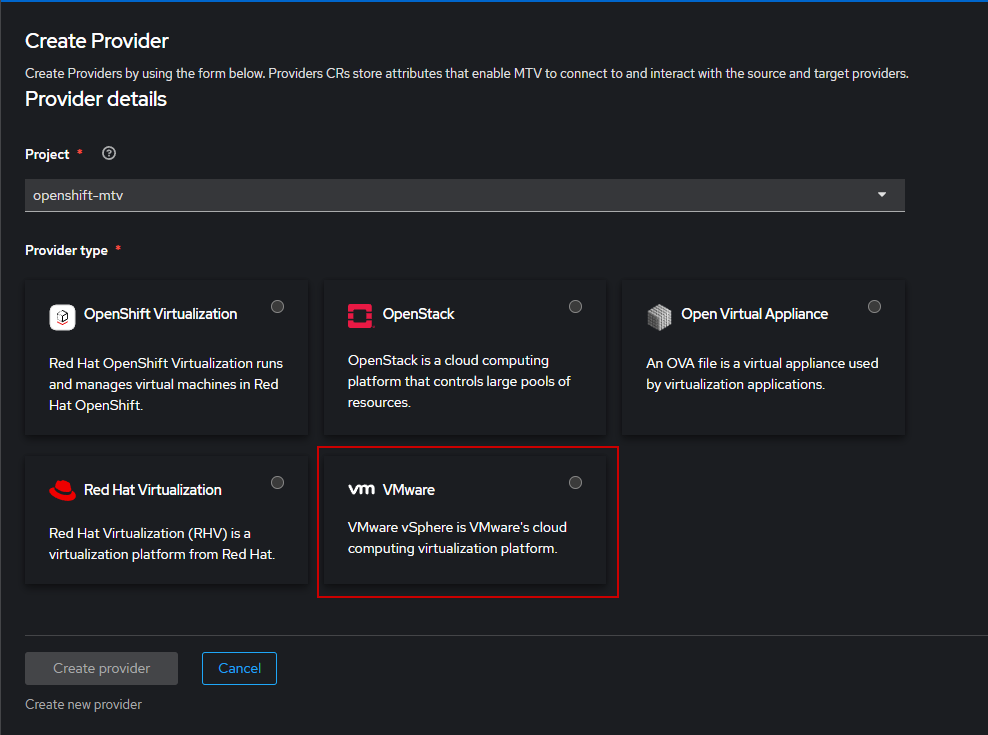 Create Provider
Create Providers by using the form below. Providers CRs store attributes that enable MTV to connect to and interact with the source and target providers.
Provider details
Project *
openshift-mtv
Provider type *
OpenShift Virtualization
Red Hat OpenShift Virtualization runs
and manages virtual machines in Red
Hat OpenShift.
OpenStack
OpenStack is a cloud computing
platform that controls large pools of
resources.
Open Virtual Appliance
An OVA file is a virtual appliance used
by virtualization applications.
Red Hat Virtualization
Red Hat Virtualization (RHV) is a
virtualization platform from Red Hat.
vm VMware
VMware vSphere is VMware's cloud
computing virtualization platform.
Create provider
Cancel
Create new provider